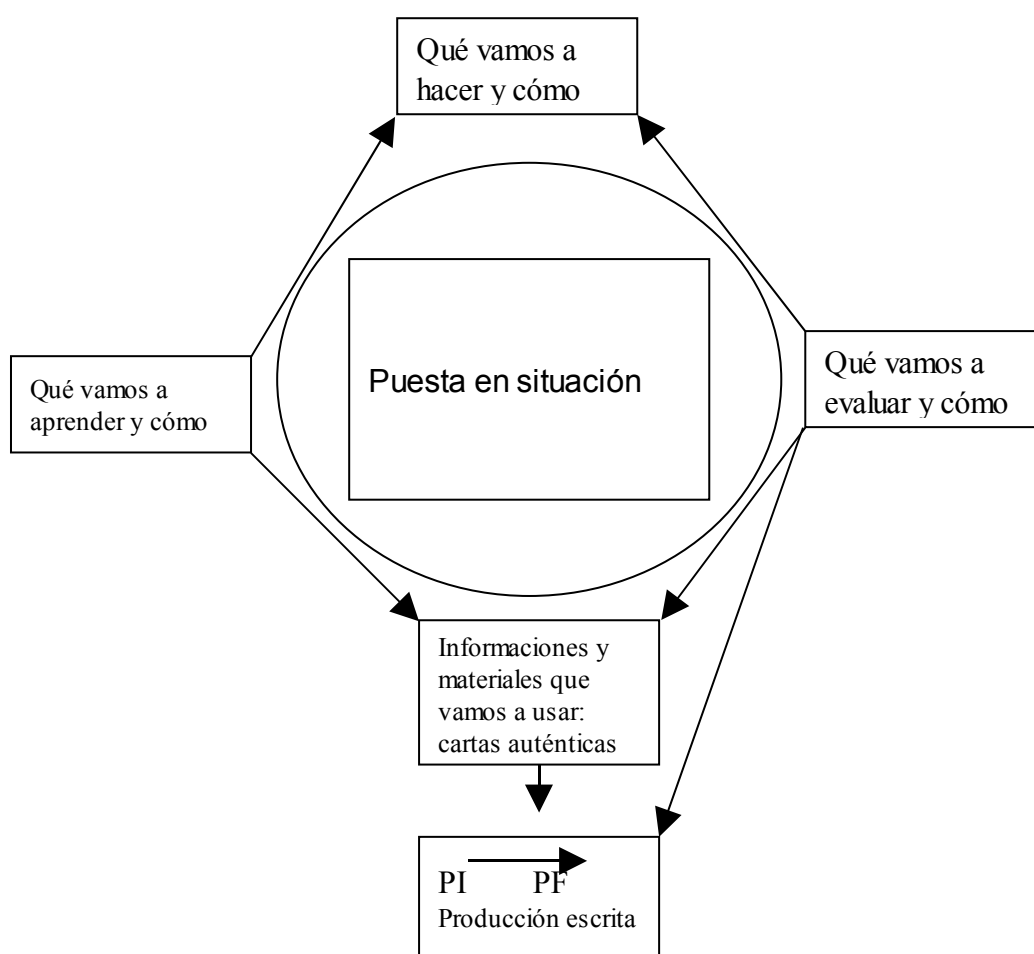 Qué vamos a
hacer y cómo
Puesta en situación
Qué vamos a
aprender y cómo
Qué vamos a
evaluar y cómo
Informaciones y
materiales que
vamos a usar:
cartas auténticas
PI PF
Producción escrita